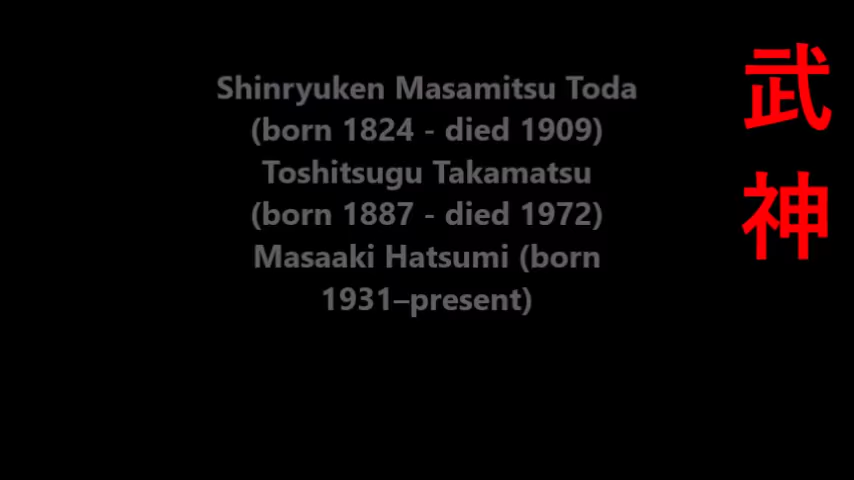 Shinryuken Masamitsu Toda
(born 1824 - died 1909)
Toshitsugu Takamatsu
(born 1887 - died 1972)
Masaaki Hatsumi (born
1931–present)
武神